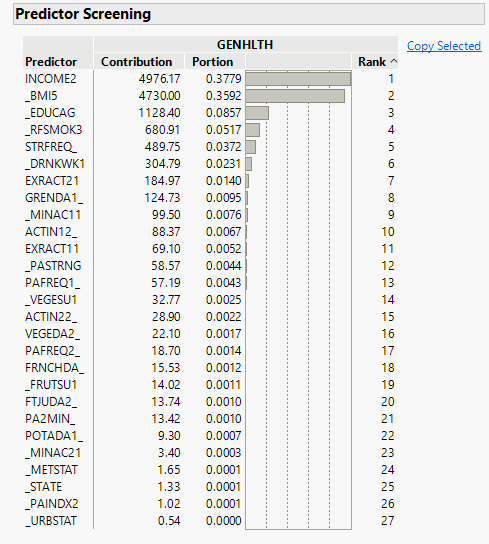 Predictor Screening
GENHLTH
Copy Selected
Predictor Contribution Portion Rank ^
INCOME2 4976.17 0.3779 1
_BMI5 4730.00 0.3592 2
_EDUCAG 1128.40 0.0857 3
_RFSMOK3 680.91 0.0517 4
STRFREQ_ 489.75 0.0372 5
_DRNKWK1 304.79 0.0231 6
EXRACT21 184.97 0.0140 7
GRENDA1_ 124.73 0.0095 8
_MINAC11 99.50 0.0076 9
ACTIN12_ 88.37 0.0067 10
EXRACT11 69.10 0.0052 11
_PASTRNG 58.57 0.0044 12
PAFREQ1_ 57.19 0.0043 13
_VEGESU1 32.77 0.0025 14
ACTIN22_ 28.90 0.0022 15
VEGEDA2_ 22.10 0.0017 16
PAFREQ2_ 18.70 0.0014 17
FRNCHDA_ 15.53 0.0012 18
_FRUTSU1 14.02 0.0011 19
FTJUDA2_ 13.74 0.0010 20
PA2MIN_ 13.42 0.0010 21
POTADA1_ 9.30 0.0007 22
_MINAC21 3.40 0.0003 23
_METSTAT 1.65 0.0001 24
_STATE 1.33 0.0001 25
_PAINDX2 1.02 0.0001 26
_URBSTAT 0.54 0.0000 27